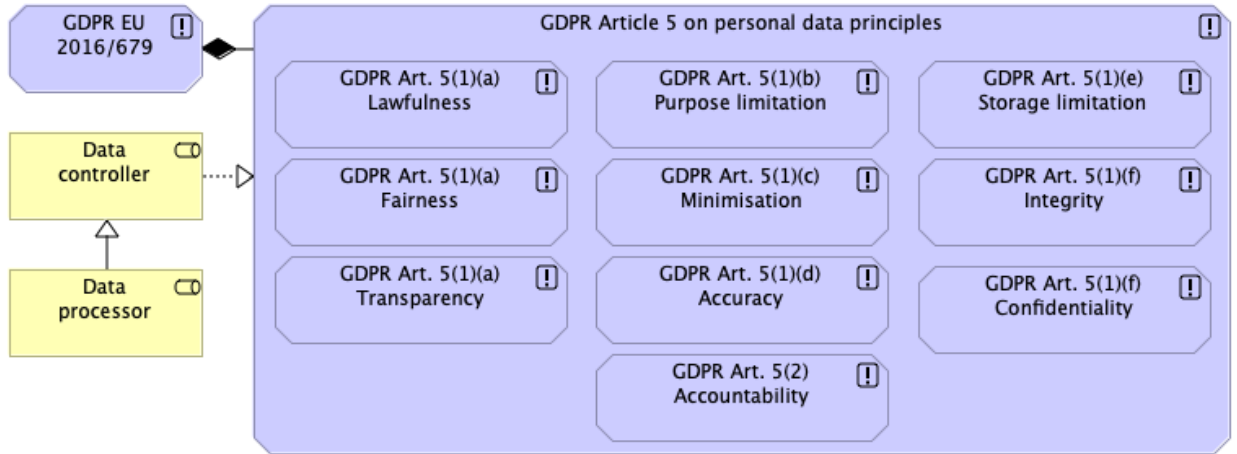 GDPR EU
2016/679
GDPR Article 5 on personal data principles
GDPR Art. 5(1)(a)
Lawfulness
GDPR Art. 5(1)(b)
Purpose limitation
GDPR Art. 5(1)(e)
Storage limitation
Data
controller
GDPR Art. 5(1)(a)
Fairness
GDPR Art. 5(1)(c)
Minimisation
GDPR Art. 5(1)(f)
Integrity
Data
processor
GDPR Art. 5(1)(a)
Transparency
GDPR Art. 5(1)(d)
Accuracy
GDPR Art. 5(1)(f)
Confidentiality
GDPR Art. 5(2)
Accountability